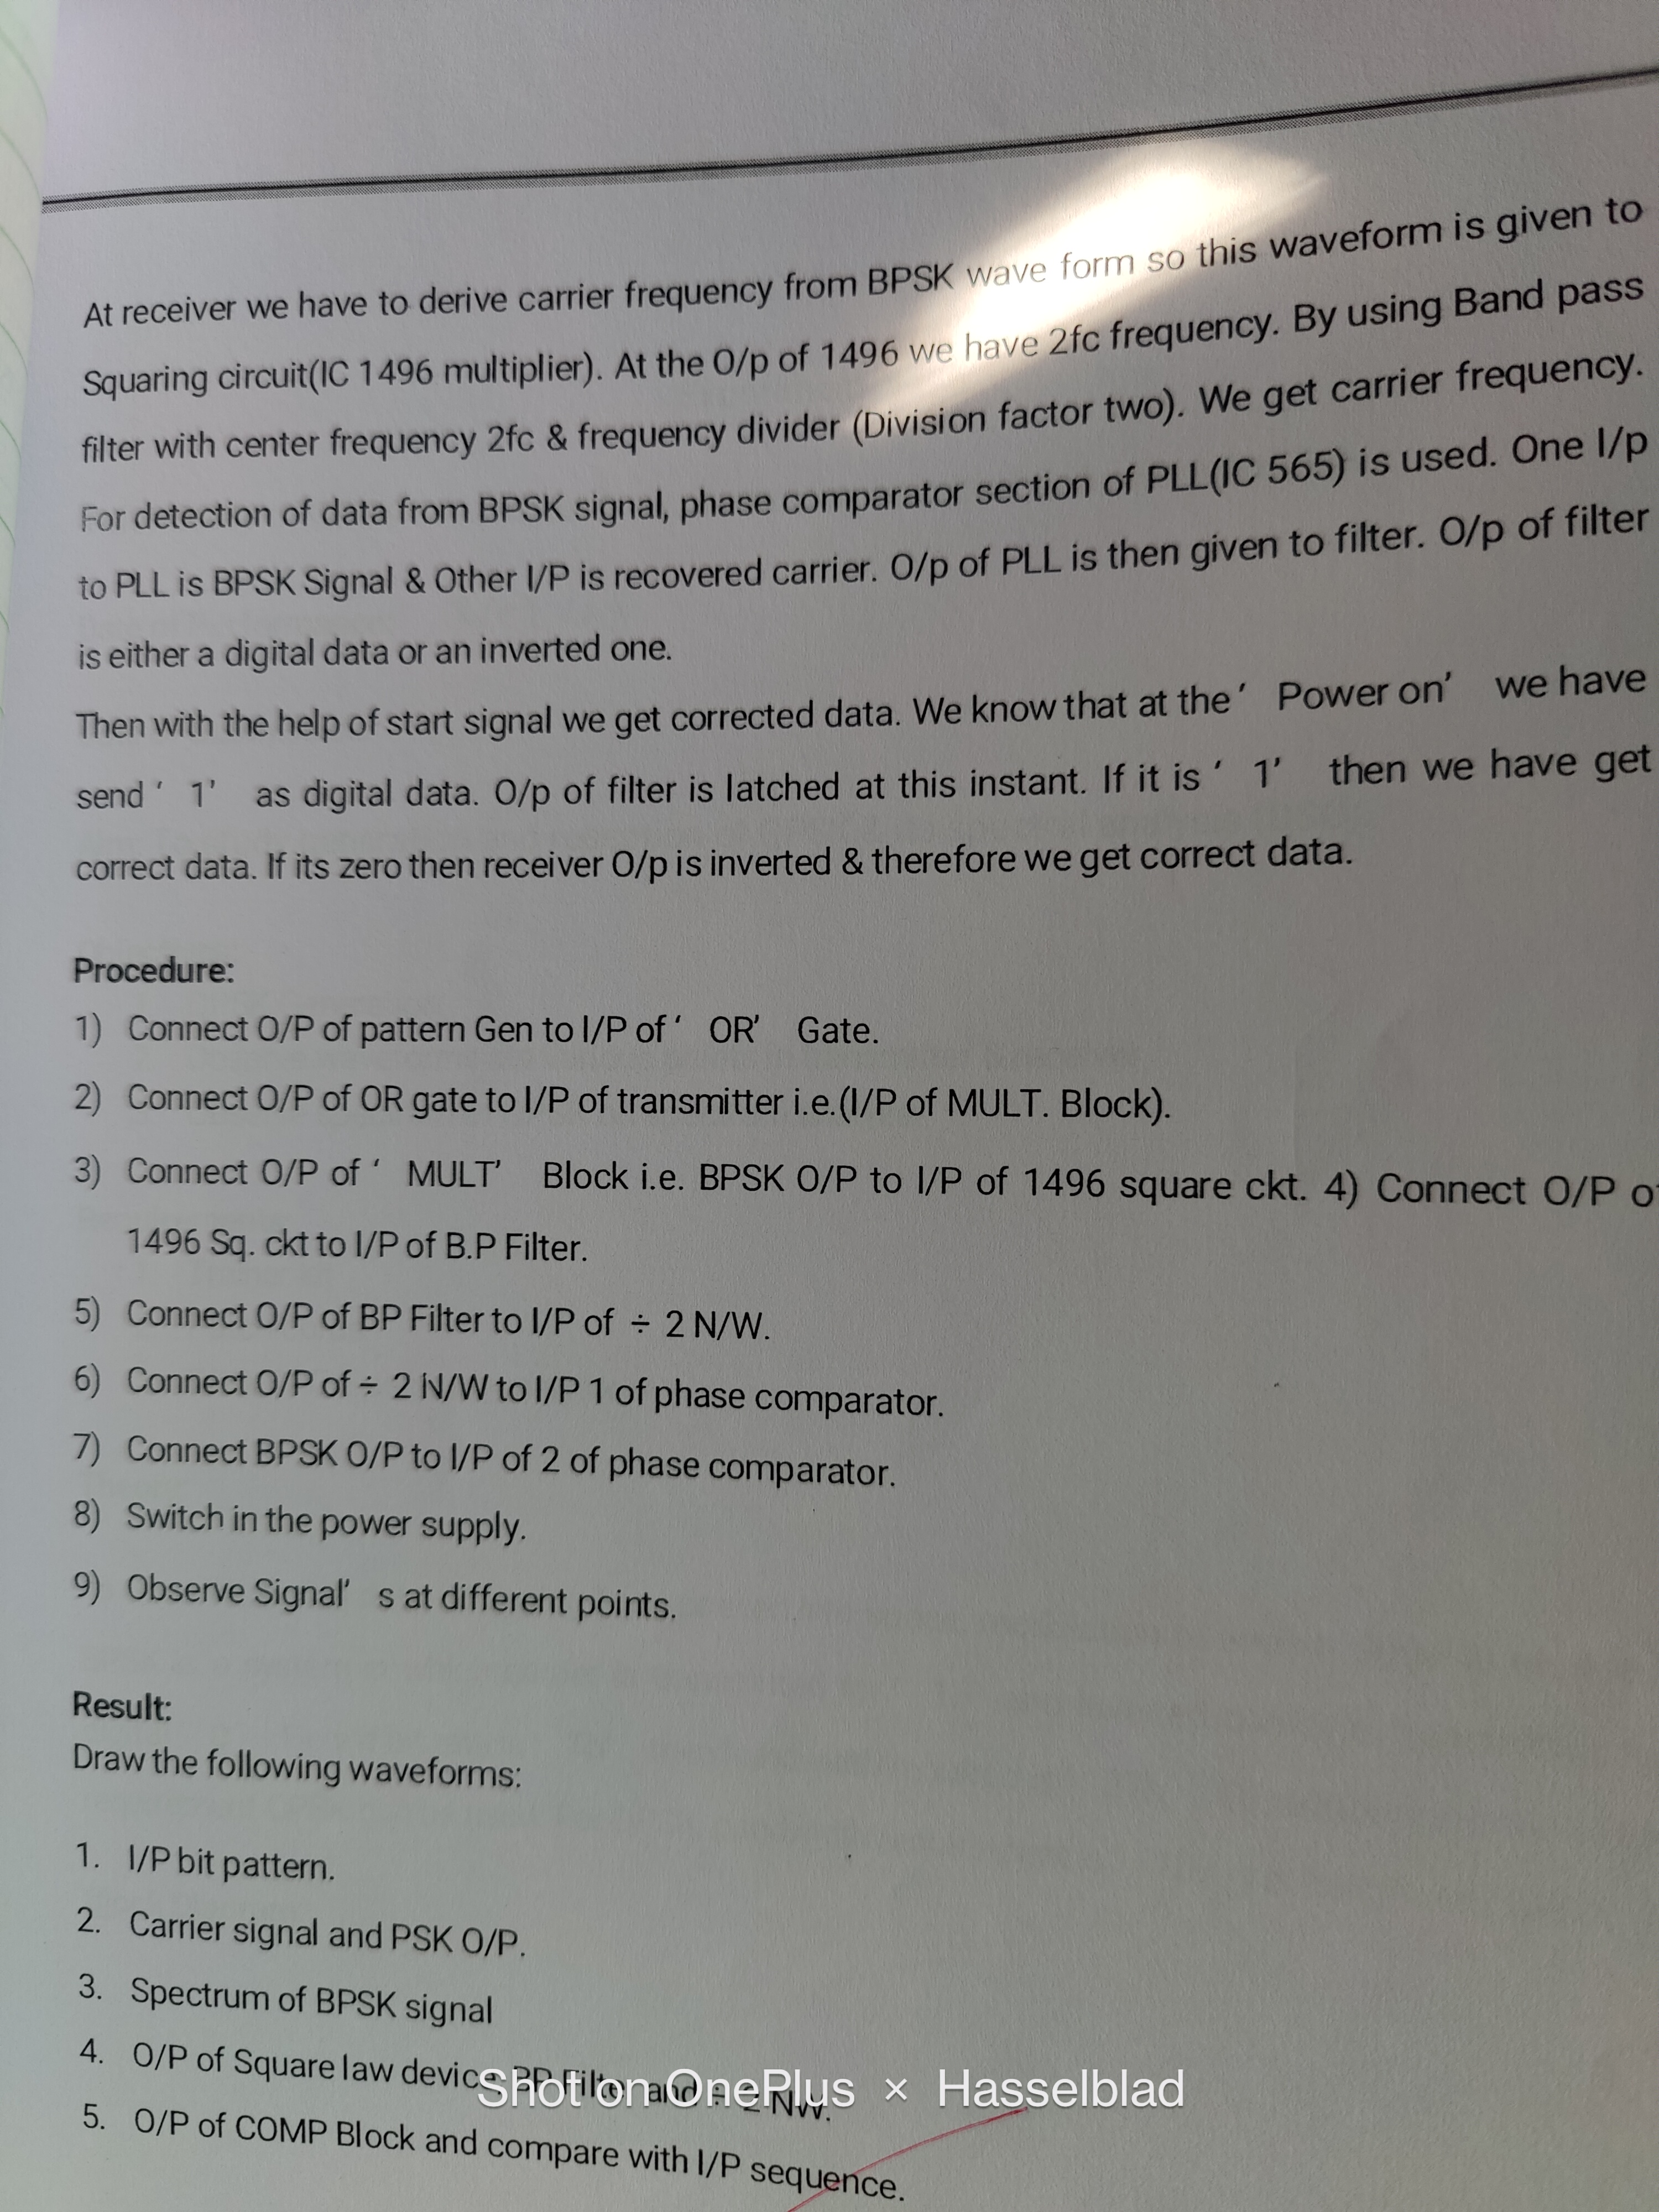 At receiver we have to derive carrier frequency from BPSK wave form so this waveform is given to
Squaring circuit(IC 1496 multiplier). At the O/p of 1496 we have 2fc frequency. By using Band pass
filter with center frequency 2fc & frequency divider (Division factor two). We get carrier frequency.
For detection of data from BPSK signal, phase comparator section of PLL(IC 565) is used. One I/p
to PLL is BPSK Signal & Other I/P is recovered carrier. O/p of PLL is then given to filter. O/p of filter
is either a digital data or an inverted one.
Then with the help of start signal we get corrected data. We know that at the ‘ Power on’ we have
send ‘ 1’ as digital data. O/p of filter is latched at this instant. If it is ‘ 1’ then we have get
correct data. If its zero then receiver O/p is inverted & therefore we get correct data.
Procedure:
1) Connect O/P of pattern Gen to I/P of ‘ OR’ Gate.
2) Connect O/P of OR gate to I/P of transmitter i.e.(I/P of MULT. Block).
3) Connect O/P of ‘ MULT’ Block i.e. BPSK O/P to I/P of 1496 square ckt. 4) Connect O/P of
1496 Sq. ckt to I/P of B.P Filter.
5) Connect O/P of BP Filter to I/P of ÷ 2 N/W.
6) Connect O/P of ÷ 2 N/W to I/P 1 of phase comparator.
7) Connect BPSK O/P to I/P of 2 of phase comparator.
8) Switch in the power supply.
9) Observe Signal’ s at different points.
Result:
Draw the following waveforms:
1. I/P bit pattern.
2. Carrier signal and PSK O/P.
3. Spectrum of BPSK signal
4. O/P of Square law device BP Filter and ÷ 2 NW.
5. O/P of COMP Block and compare with I/P sequence.
Shot on OnePlus × Hasselblad